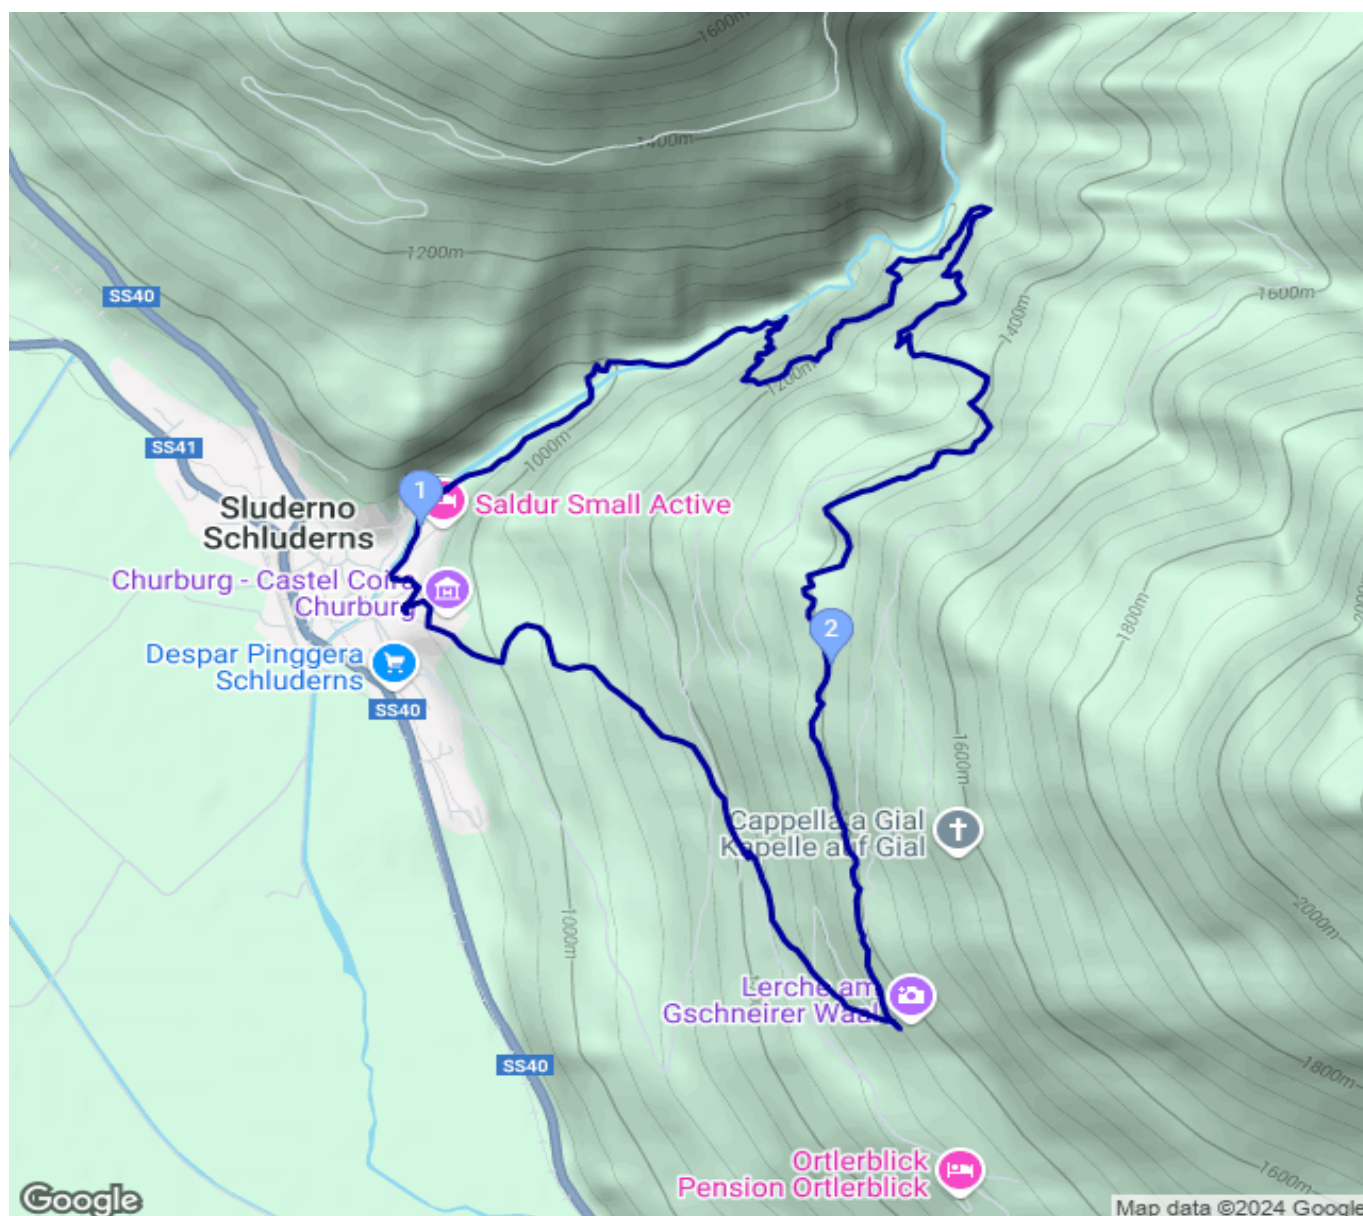 1600m
1400m
1200m
SS40
1600m
1400m
1200m
SS41
1000m
1
Saldur Small Active
Sluderno
Schluderns
Churburg - Castel Coira
Churburg
2
1800m
Despar Pinggera
Schluderns
SS40
1600m
Cappella a Gial
Kapelle auf Gial
1000m
2000m
Lerche am
Gschneirer Waal
SS40
1800m
Ortlerblick
Pension Ortlerblick
1600m
Google
Map data ©2024 Google